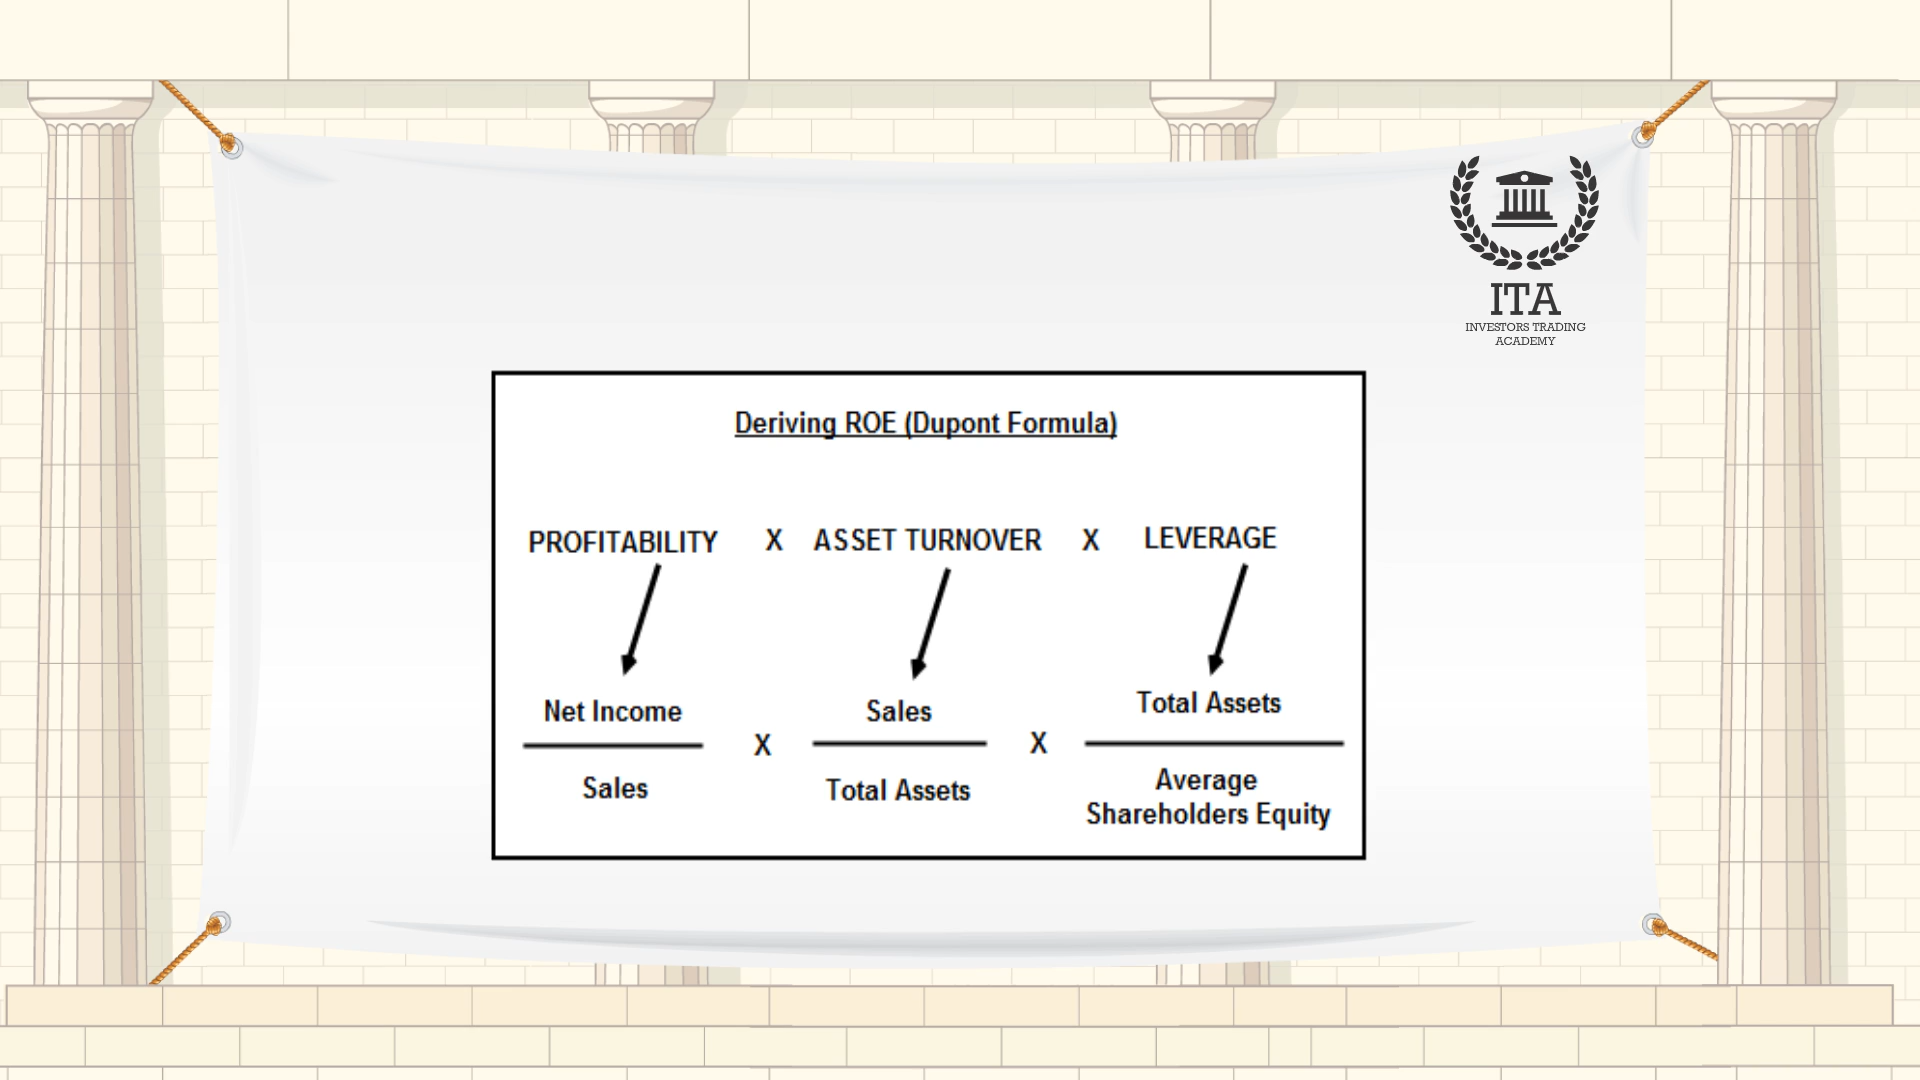 ITA
INVESTORS TRADING
ACADEMY
Deriving ROE (Dupont Formula)
PROFITABILITY X ASSET TURNOVER X LEVERAGE
Net Income Sales Total Assets
X X
Sales Total Assets Average
Shareholders Equity